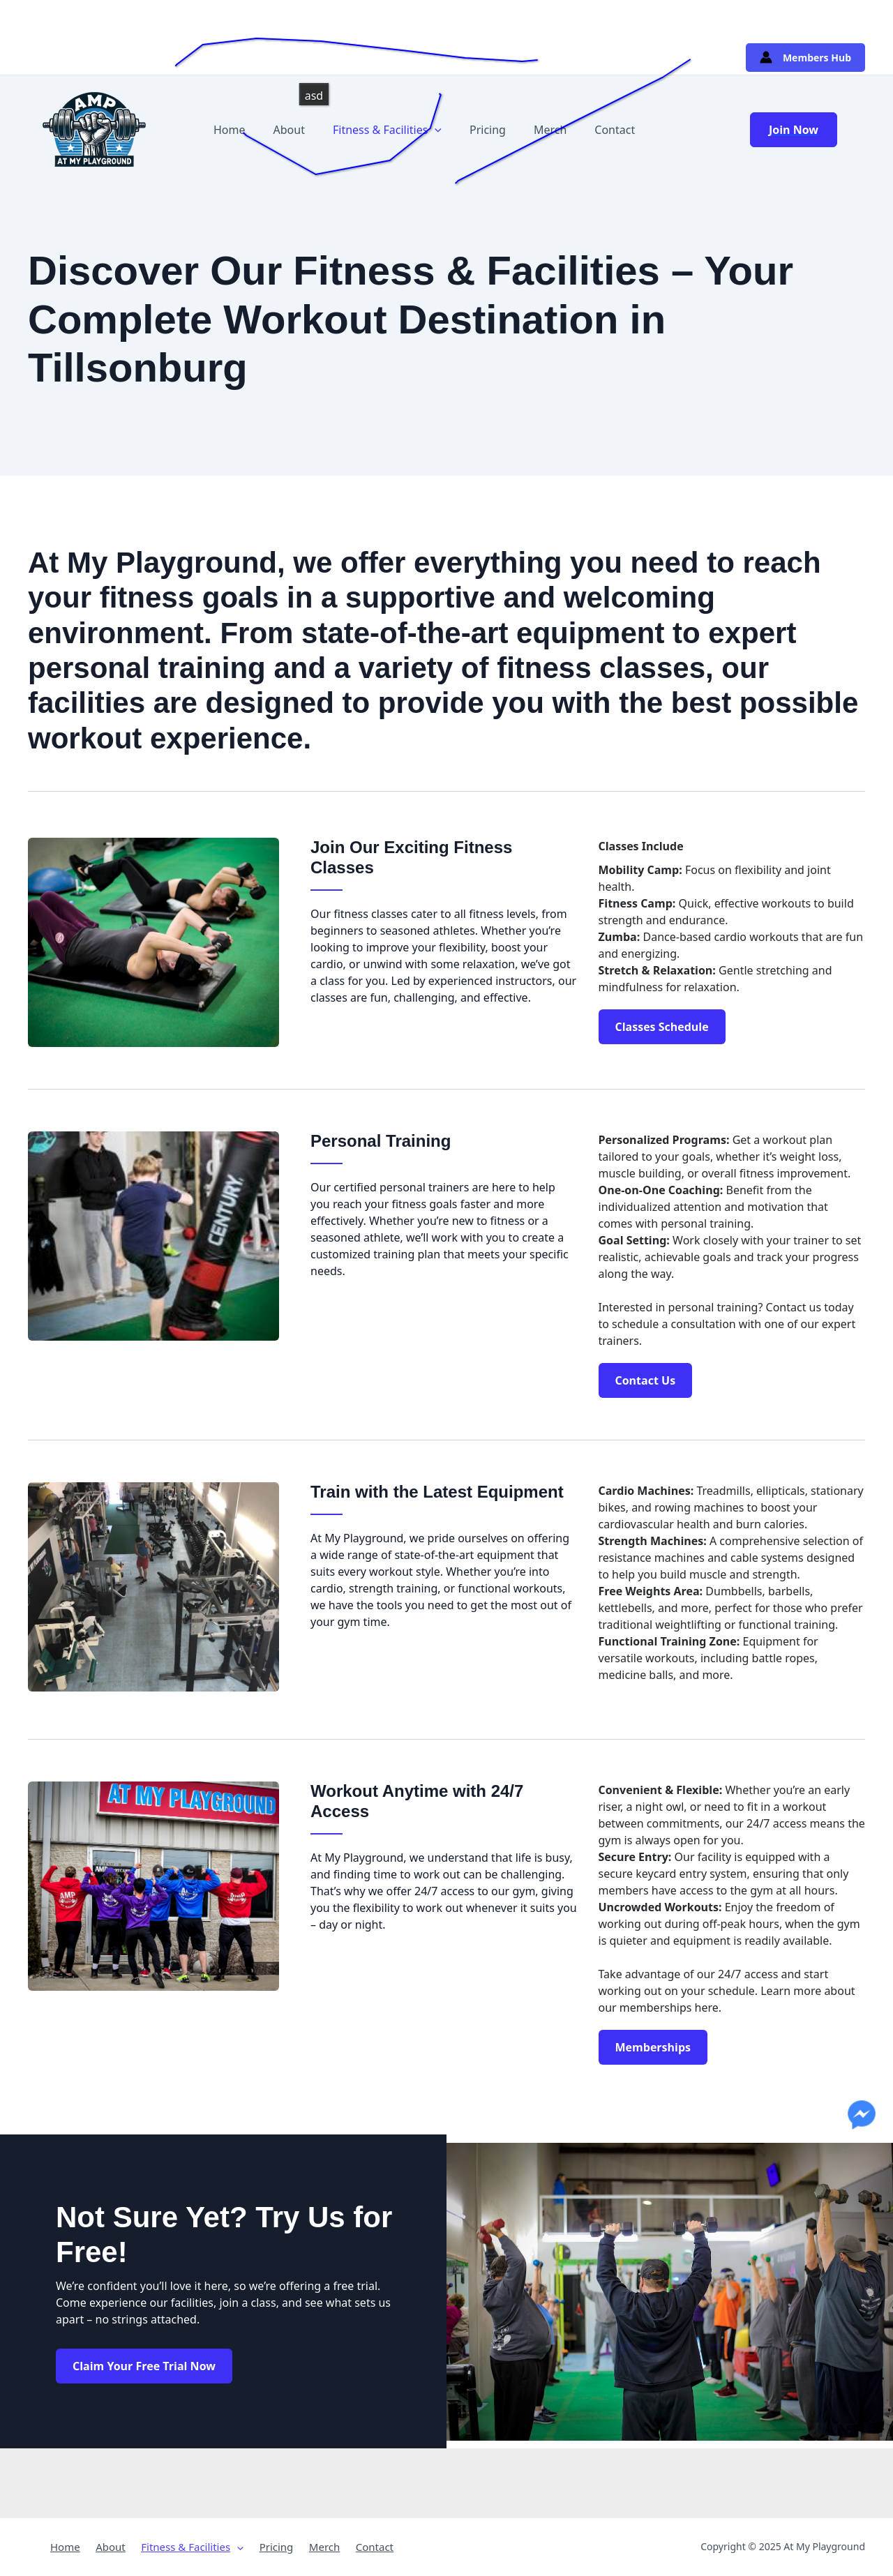 Members Hub
asd
AMP
AT MY PLAYGROUND
Home
About
Fitness & Facilities
Pricing
Merch
Contact
Join Now
Discover Our Fitness & Facilities – Your
Complete Workout Destination in
Tillsonburg
At My Playground, we offer everything you need to reach
your fitness goals in a supportive and welcoming
environment. From state-of-the-art equipment to expert
personal training and a variety of fitness classes, our
facilities are designed to provide you with the best possible
workout experience.
Join Our Exciting Fitness
Classes
Our fitness classes cater to all fitness levels, from
beginners to seasoned athletes. Whether you’re
looking to improve your flexibility, boost your
cardio, or unwind with some relaxation, we’ve got
a class for you. Led by experienced instructors, our
classes are fun, challenging, and effective.
Classes Include
Mobility Camp: Focus on flexibility and joint
health.
Fitness Camp: Quick, effective workouts to build
strength and endurance.
Zumba: Dance-based cardio workouts that are fun
and energizing.
Stretch & Relaxation: Gentle stretching and
mindfulness for relaxation.
Classes Schedule
CENTURY
Personal Training
Our certified personal trainers are here to help
you reach your fitness goals faster and more
effectively. Whether you’re new to fitness or a
seasoned athlete, we’ll work with you to create a
customized training plan that meets your specific
needs.
Personalized Programs: Get a workout plan
tailored to your goals, whether it’s weight loss,
muscle building, or overall fitness improvement.
One-on-One Coaching: Benefit from the
individualized attention and motivation that
comes with personal training.
Goal Setting: Work closely with your trainer to set
realistic, achievable goals and track your progress
along the way.
Interested in personal training? Contact us today
to schedule a consultation with one of our expert
trainers.
Contact Us
Train with the Latest Equipment
At My Playground, we pride ourselves on offering
a wide range of state-of-the-art equipment that
suits every workout style. Whether you’re into
cardio, strength training, or functional workouts,
we have the tools you need to get the most out of
your gym time.
Cardio Machines: Treadmills, ellipticals, stationary
bikes, and rowing machines to boost your
cardiovascular health and burn calories.
Strength Machines: A comprehensive selection of
resistance machines and cable systems designed
to help you build muscle and strength.
Free Weights Area: Dumbbells, barbells,
kettlebells, and more, perfect for those who prefer
traditional weightlifting or functional training.
Functional Training Zone: Equipment for
versatile workouts, including battle ropes,
medicine balls, and more.
AT MY PLAYGROUND
Workout Anytime with 24/7
Access
At My Playground, we understand that life is busy,
and finding time to work out can be challenging.
That’s why we offer 24/7 access to our gym, giving
you the flexibility to work out whenever it suits you
– day or night.
Convenient & Flexible: Whether you’re an early
riser, a night owl, or need to fit in a workout
between commitments, our 24/7 access means the
gym is always open for you.
Secure Entry: Our facility is equipped with a
secure keycard entry system, ensuring that only
members have access to the gym at all hours.
Uncrowded Workouts: Enjoy the freedom of
working out during off-peak hours, when the gym
is quieter and equipment is readily available.
Take advantage of our 24/7 access and start
working out on your schedule. Learn more about
our memberships here.
Memberships
Not Sure Yet? Try Us for
Free!
We’re confident you’ll love it here, so we’re offering a free trial.
Come experience our facilities, join a class, and see what sets us
apart – no strings attached.
Claim Your Free Trial Now
Home
About
Fitness & Facilities
Pricing
Merch
Contact
Copyright © 2025 At My Playground